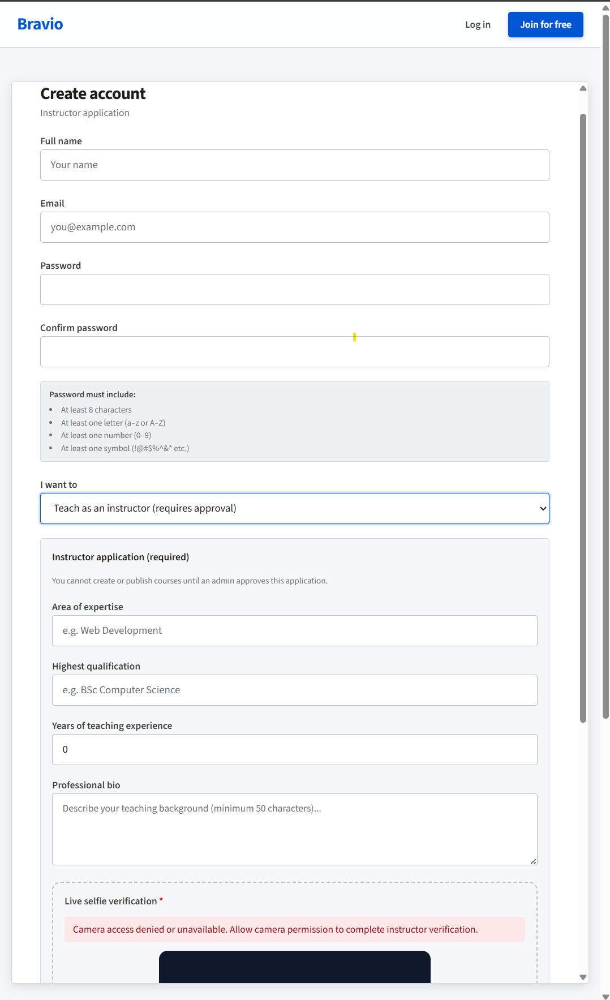 Bravio
Log in
Join for free
Create account
Instructor application
Full name
Your name
Email
you@example.com
Password
Confirm password
Password must include:
• At least 8 characters
• At least one letter (a–z or A–Z)
• At least one number (0–9)
• At least one symbol (!@#$%^&* etc.)
I want to
Teach as an instructor (requires approval)
Instructor application (required)
You cannot create or publish courses until an admin approves this application.
Area of expertise
e.g. Web Development
Highest qualification
e.g. BSc Computer Science
Years of teaching experience
0
Professional bio
Describe your teaching background (minimum 50 characters)...
Live selfie verification *
Camera access denied or unavailable. Allow camera permission to complete instructor verification.